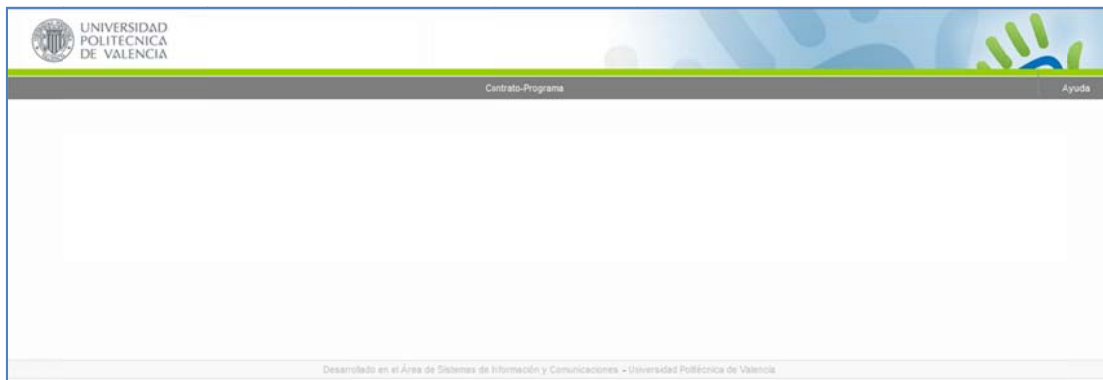 UNIVERSIDAD
POLITECNICA
DE VALENCIA
Contrato-Programa
Ayuda
Desarrollado en el Área de Sistemas de Información y Comunicaciones - Universidad Politécnica de Valencia